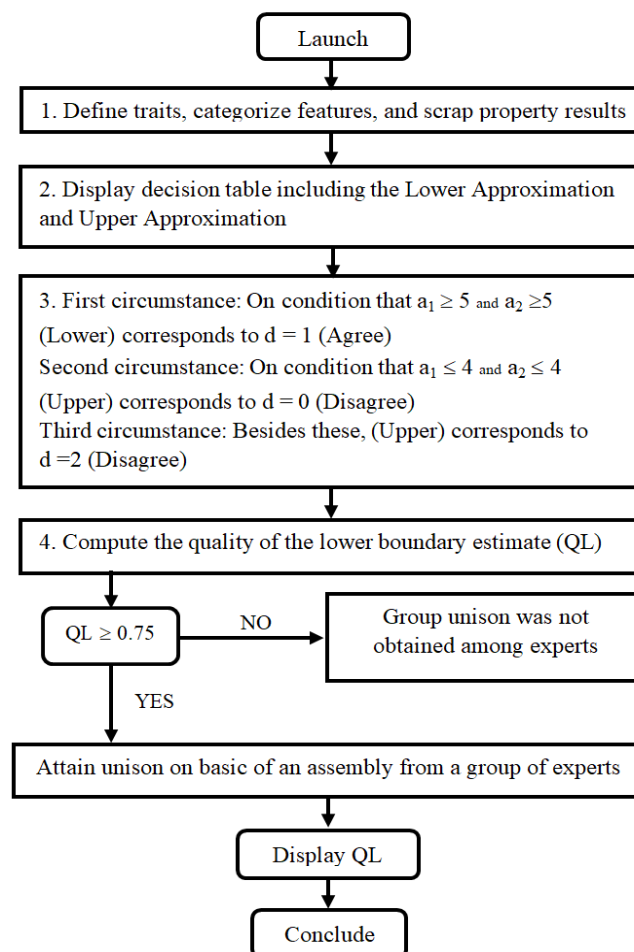 Launch
1. Define traits, categorize features, and scrap property results
2. Display decision table including the Lower Approximation
and Upper Approximation
3. First circumstance: On condition that a₁ ≥ 5 and a₂ ≥5
(Lower) corresponds to d = 1 (Agree)
Second circumstance: On condition that a₁ ≤ 4 and a₂ ≤ 4
(Upper) corresponds to d = 0 (Disagree)
Third circumstance: Besides these, (Upper) corresponds to
d =2 (Disagree)
4. Compute the quality of the lower boundary estimate (QL)
QL ≥ 0.75
NO
Group unison was not
obtained among experts
YES
Attain unison on basic of an assembly from a group of experts
Display QL
Conclude